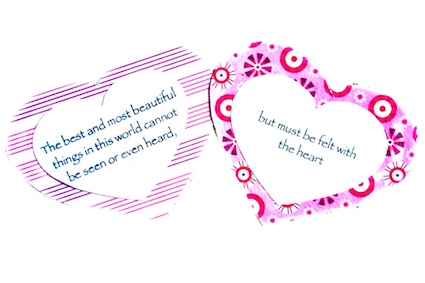 The best and most beautiful
things in this world cannot
be seen or even heard,
but must be felt with
the heart